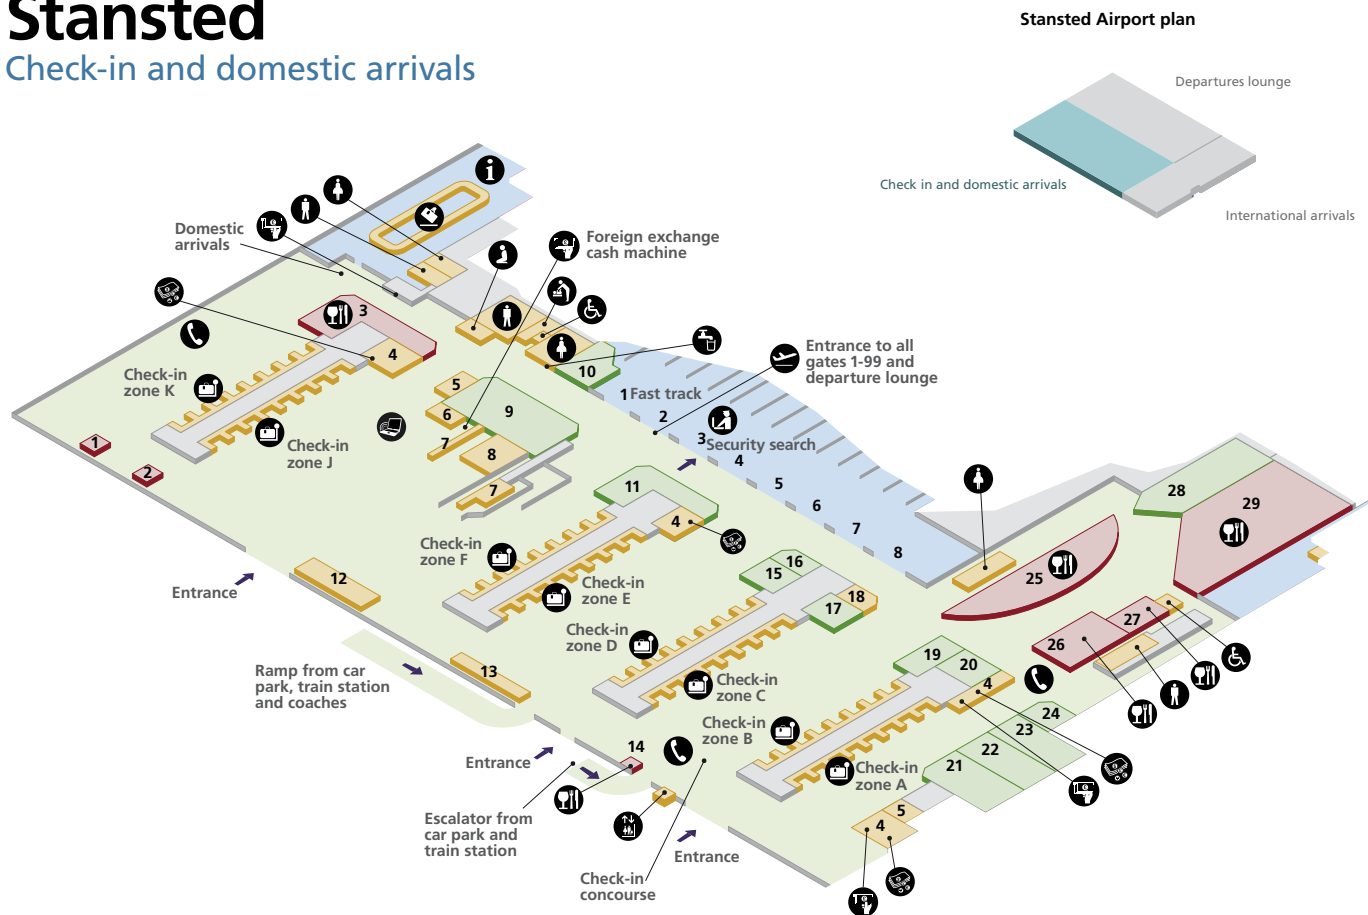 Stansted
Check-in and domestic arrivals
Stansted Airport plan
Departures lounge
Check in and domestic arrivals
International arrivals
Domestic
arrivals
Foreign exchange
cash machine
Entrance to all
gates 1-99 and
departure lounge
3
4
Check-in
zone K
Check-in
zone J
1
2
5
6
7
8
9
7
10
1 Fast track
2
3 Security search
4
5
6
7
8
11
4
Check-in
zone F
Check-in
zone E
Entrance
12
13
Ramp from car
park, train station
and coaches
15
16
17
18
Check-in
zone D
Check-in
zone C
28
29
25
26
27
19
20
4
Check-in
zone B
Check-in
zone A
24
23
22
21
5
4
14
Entrance
Escalator from
car park and
train station
Entrance
Check-in
concourse